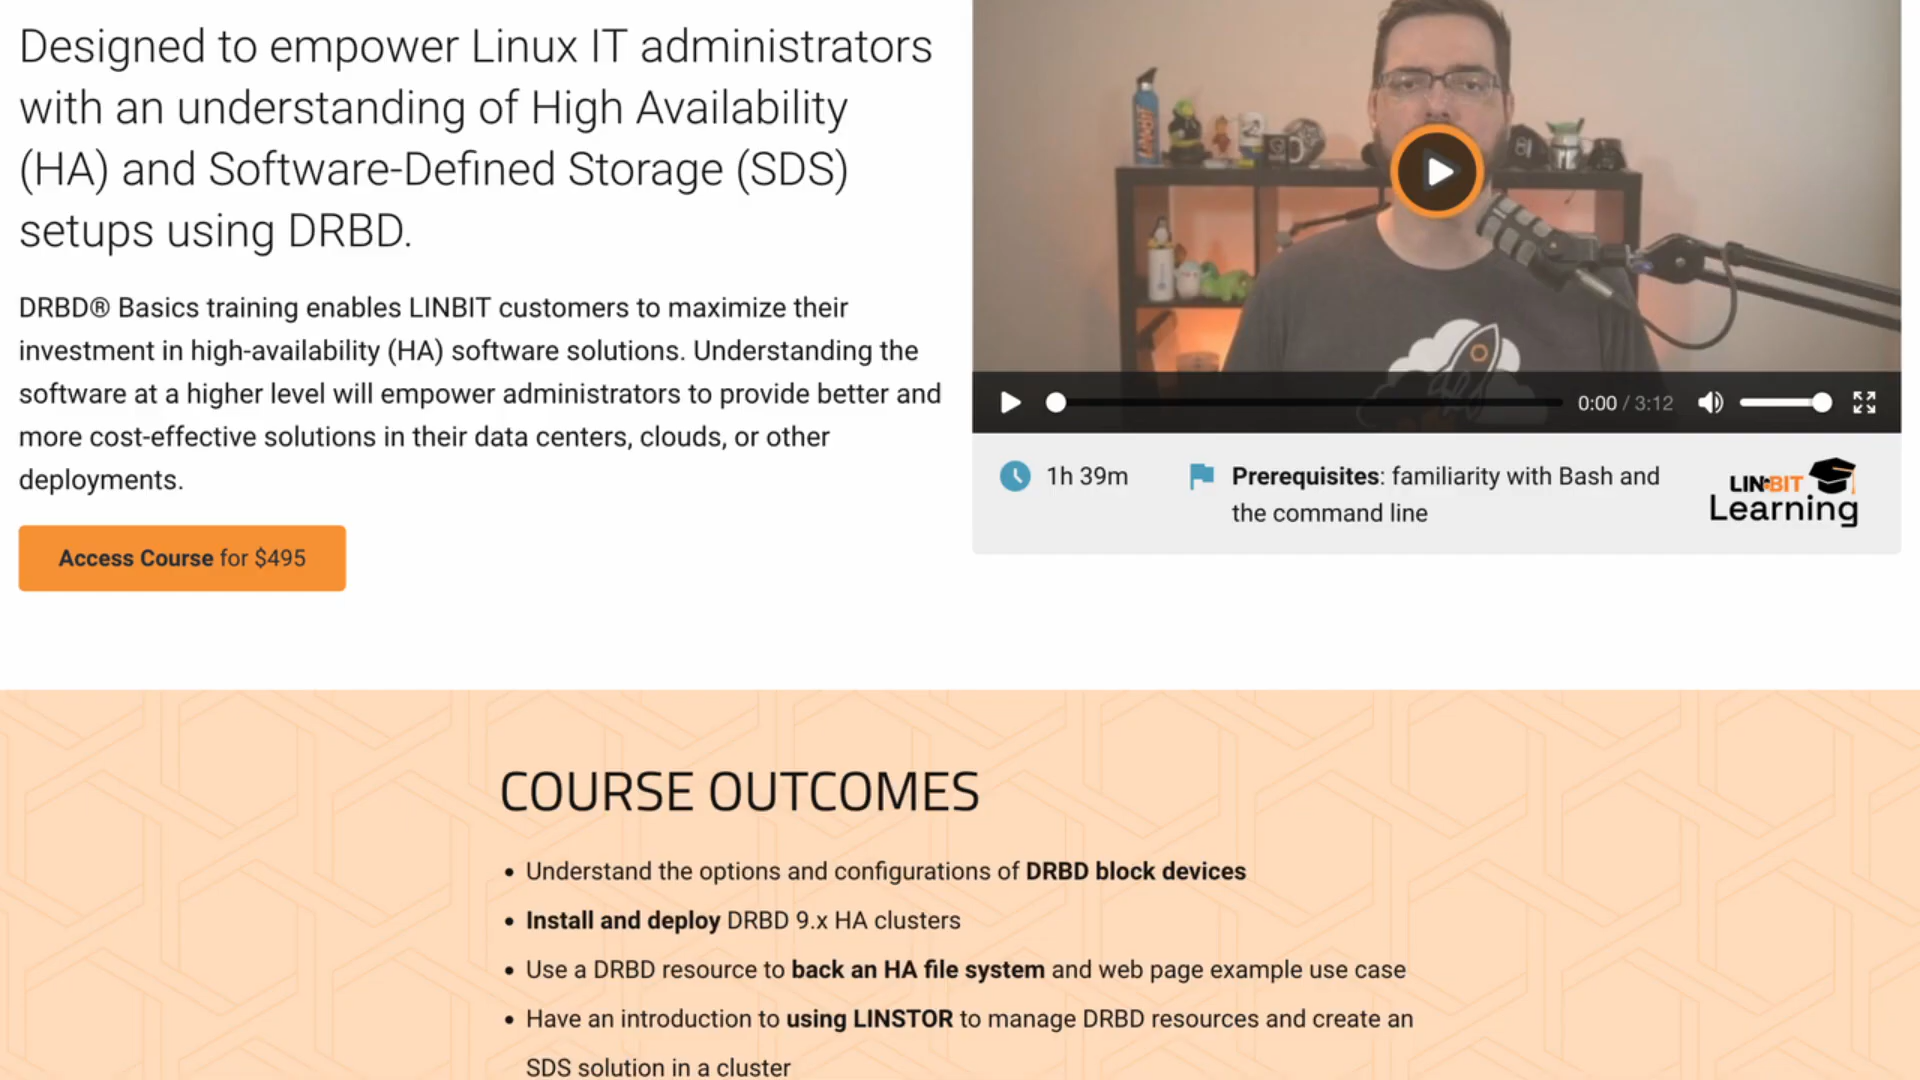 Designed to empower Linux IT administrators
with an understanding of High Availability
(HA) and Software-Defined Storage (SDS)
setups using DRBD.
DRBD® Basics training enables LINBIT customers to maximize their
investment in high-availability (HA) software solutions. Understanding the
software at a higher level will empower administrators to provide better and
more cost-effective solutions in their data centers, clouds, or other
deployments.
Access Course for $495
LINBIT
0:00 / 3:12
1h 39m
Prerequisites: familiarity with Bash and
the command line
LINBIT
Learning
COURSE OUTCOMES
• Understand the options and configurations of DRBD block devices
• Install and deploy DRBD 9.x HA clusters
• Use a DRBD resource to back an HA file system and web page example use case
• Have an introduction to using LINSTOR to manage DRBD resources and create an
SDS solution in a cluster